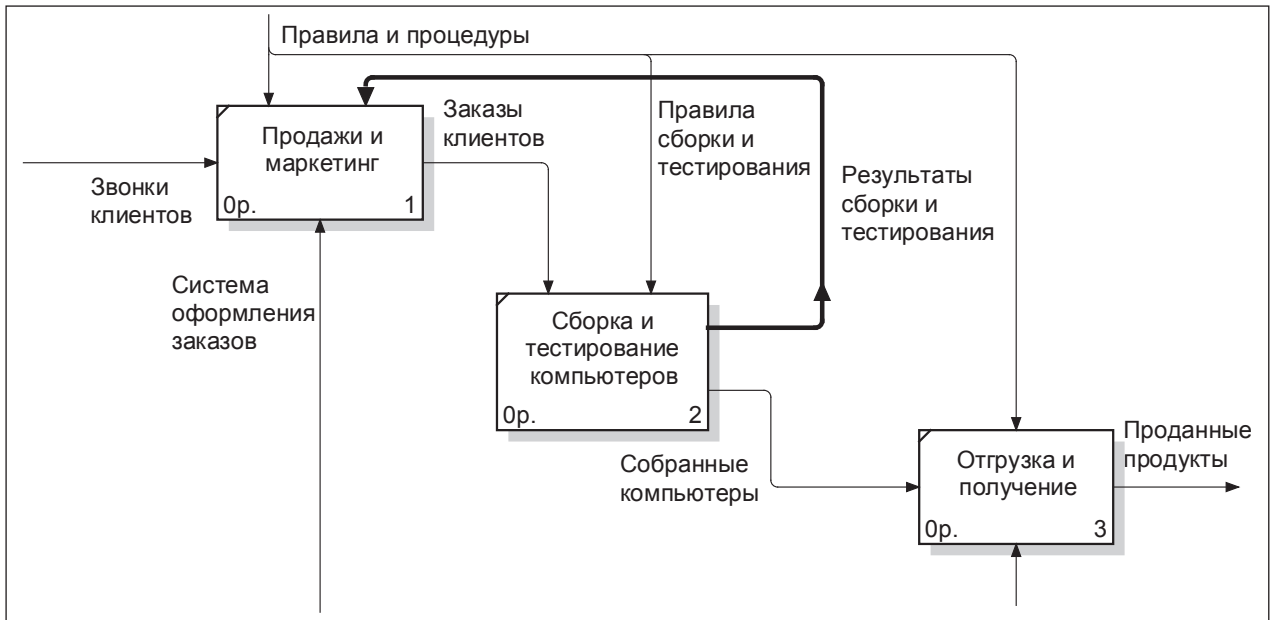 Правила и процедуры
Продажи и
маркетинг
0р.
1
Звонки
клиентов
Заказы
клиентов
Правила
сборки и
тестирования
Результаты
сборки и
тестирования
Система
оформления
заказов
Сборка и
тестирование
компьютеров
0р.
2
Собранные
компьютеры
Отгрузка и
получение
0р.
3
Проданные
продукты